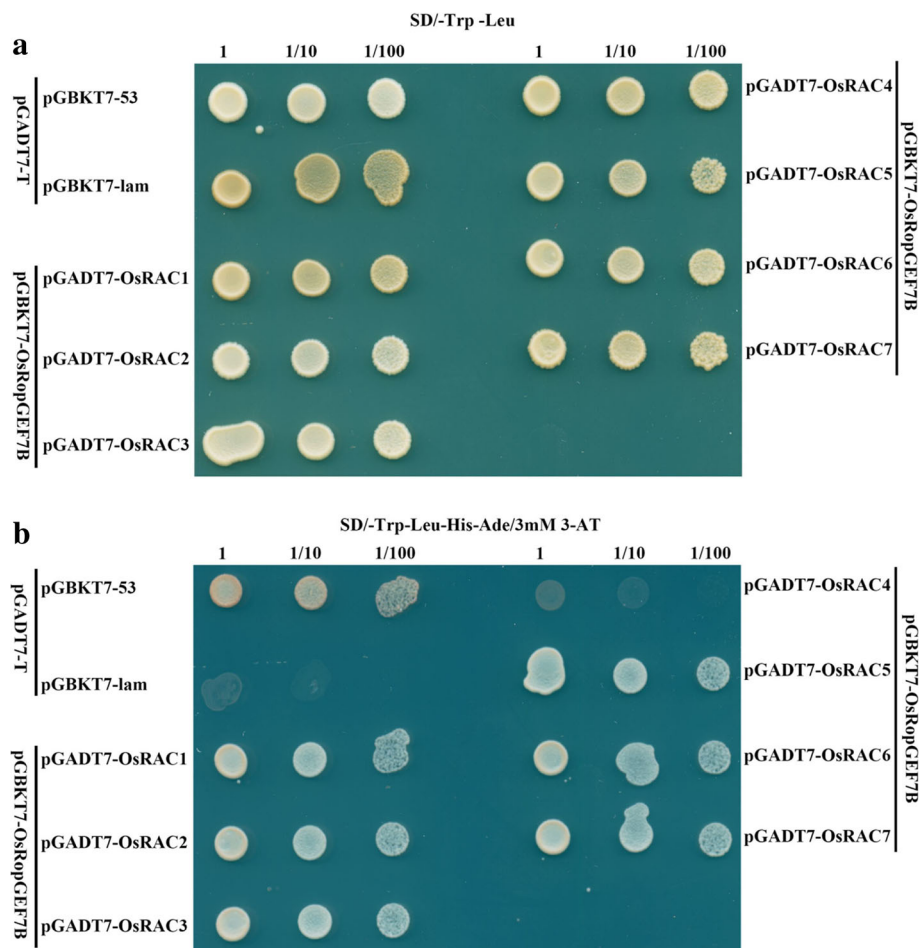 a
SD/-Trp -Leu
1 1/10 1/100 1 1/10 1/100
pGADT7-T
pGBKT7-53
pGBKT7-lam
pGBKT7-OsRopGEF7B
pGADT7-OsRAC1
pGADT7-OsRAC2
pGADT7-OsRAC3
pGADT7-OsRAC4
pGADT7-OsRAC5
pGADT7-OsRAC6
pGADT7-OsRAC7
pGBKT7-OsRopGEF7B
b
SD/-Trp-Leu-His-Ade/3mM 3-AT
1 1/10 1/100 1 1/10 1/100
pGADT7-T
pGBKT7-53
pGBKT7-lam
pGBKT7-OsRopGEF7B
pGADT7-OsRAC1
pGADT7-OsRAC2
pGADT7-OsRAC3
pGADT7-OsRAC4
pGADT7-OsRAC5
pGADT7-OsRAC6
pGADT7-OsRAC7
pGBKT7-OsRopGEF7B